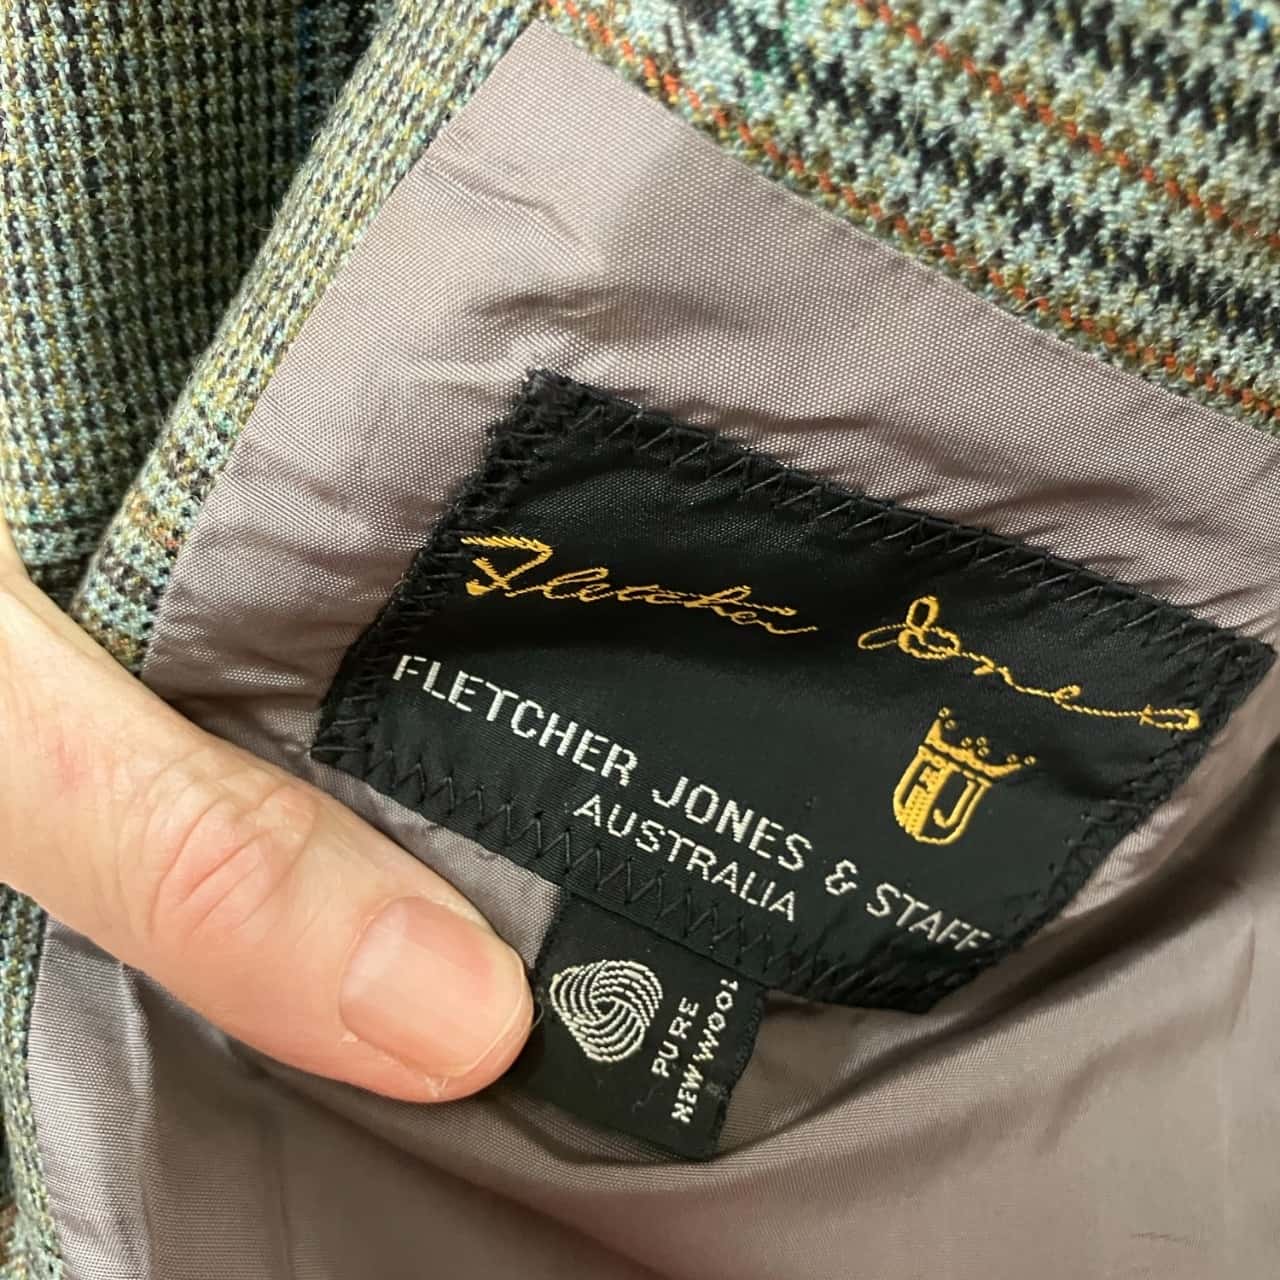 Fletcher Jones
FJ
FLETCHER JONES & STAFF
AUSTRALIA
PURE
NEW WOOL